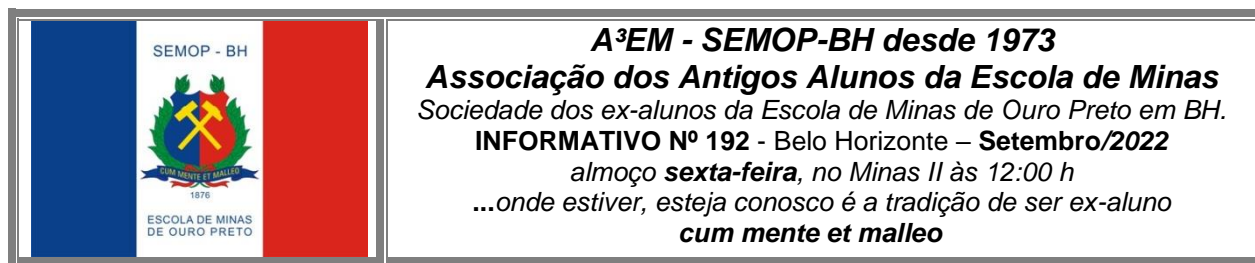 SEMOP - BH
CUM MENTE ET MALLEO
1876
ESCOLA DE MINAS
DE OURO PRETO
A³EM - SEMOP-BH desde 1973
Associação dos Antigos Alunos da Escola de Minas
Sociedade dos ex-alunos da Escola de Minas de Ouro Preto em BH.
INFORMATIVO Nº 192 - Belo Horizonte – Setembro/2022
almoço sexta-feira, no Minas II às 12:00 h
...onde estiver, esteja conosco é a tradição de ser ex-aluno
cum mente et malleo